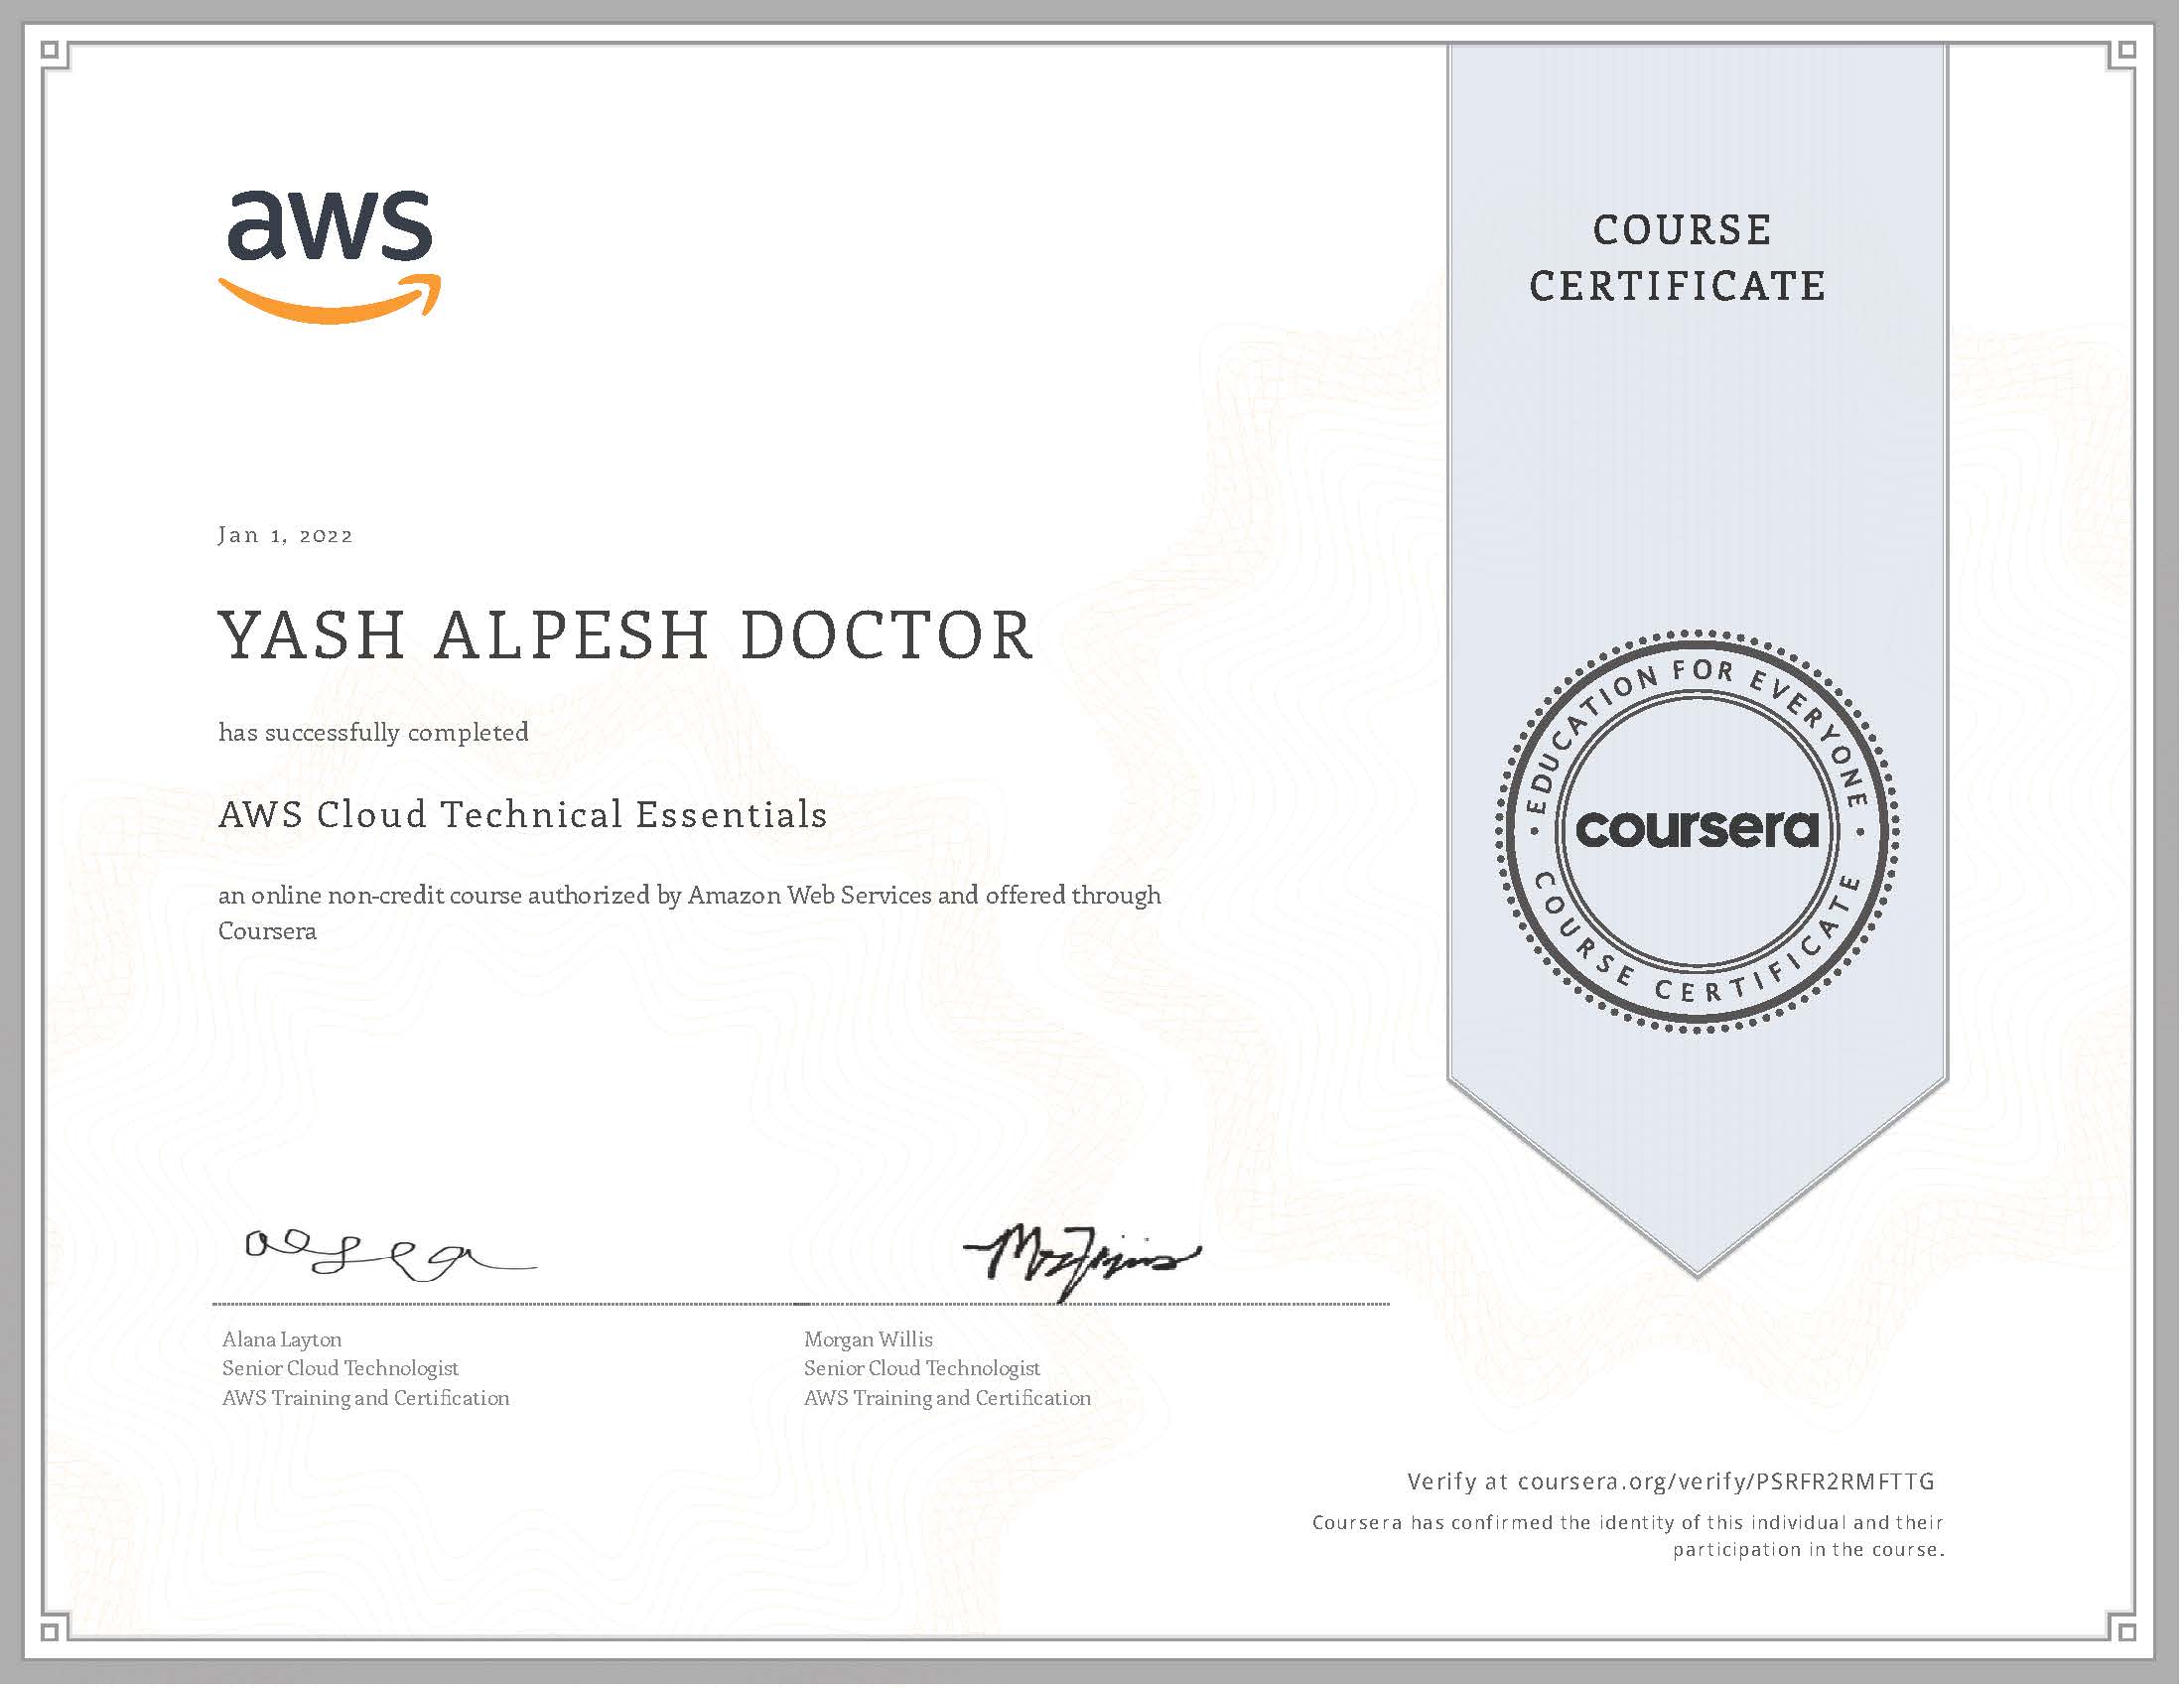 aws
COURSE
CERTIFICATE
Jan 1, 2022
YASH ALPESH DOCTOR
has successfully completed
AWS Cloud Technical Essentials
an online non-credit course authorized by Amazon Web Services and offered through
Coursera
EDUCATION FOR EVERYONE
coursera
COURSE CERTIFICATE
Alana Layton
Senior Cloud Technologist
AWS Training and Certification
Morgan Willis
Senior Cloud Technologist
AWS Training and Certification
Verify at coursera.org/verify/PSRFR2RMFTTG
Coursera has confirmed the identity of this individual and their
participation in the course.